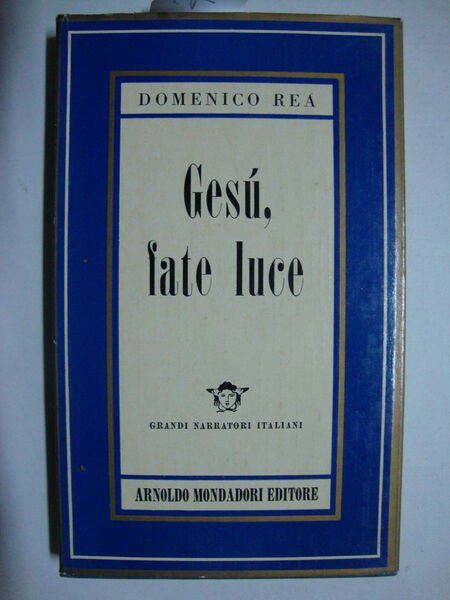 DOMENICO REA
Gesú,
fate luce
GRANDI NARRATORI ITALIANI
ARNOLDO MONDADORI EDITORE